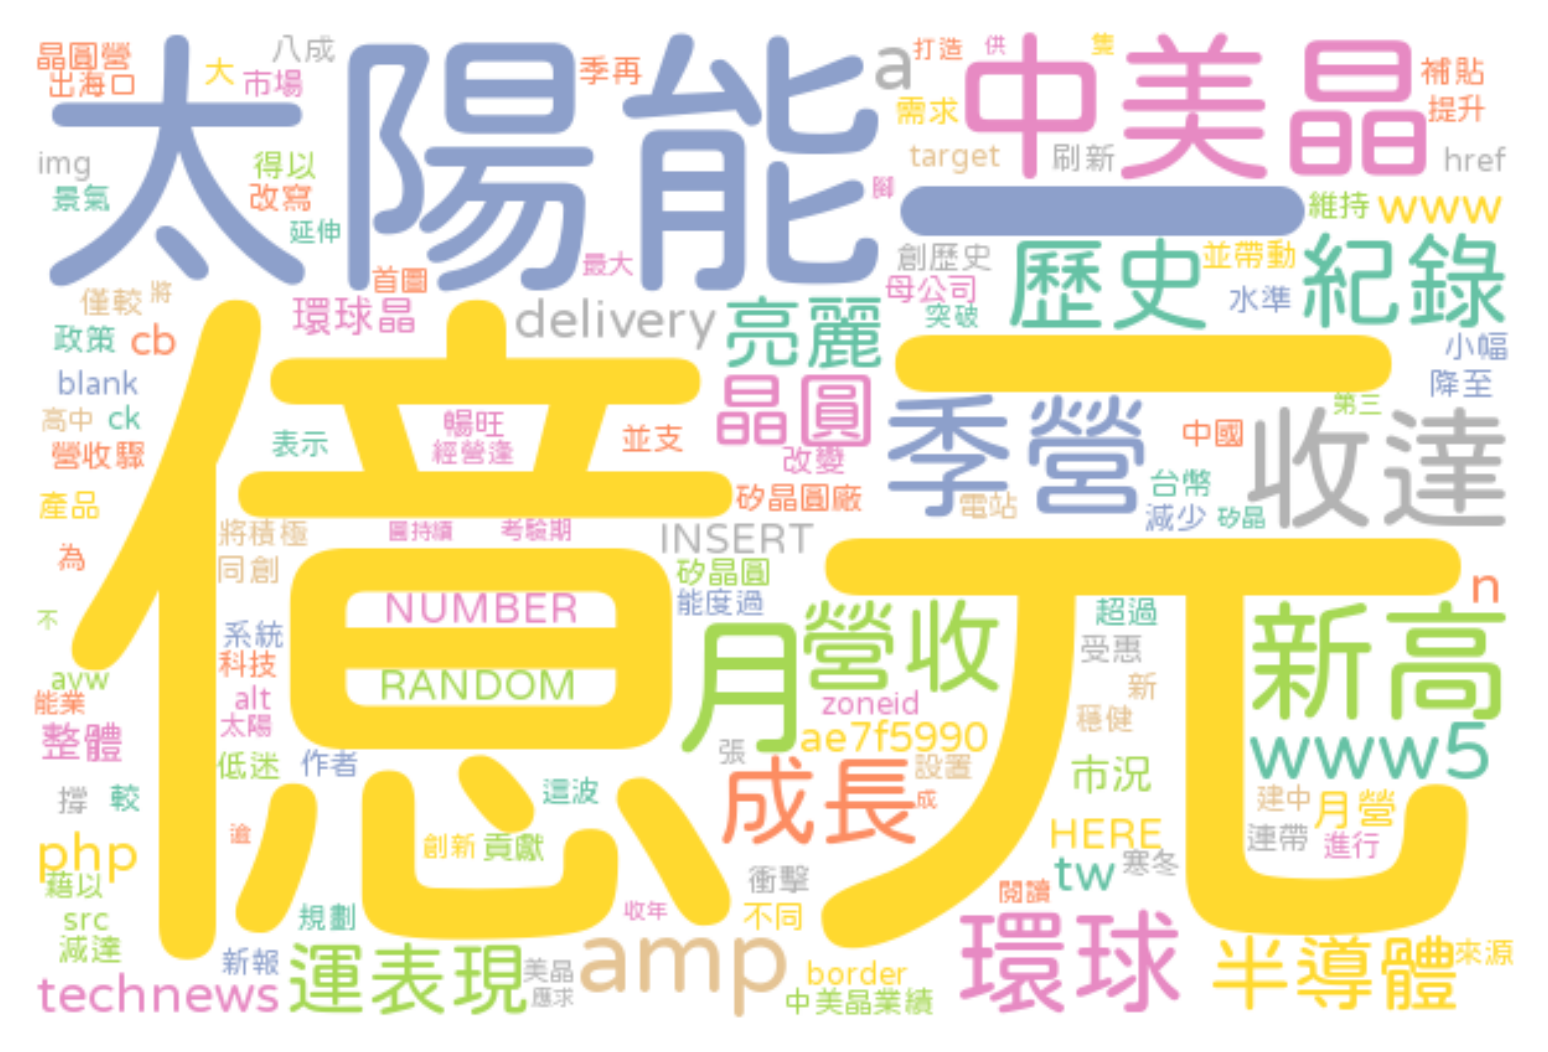 晶圓營
出海口
大
八成
市場
太陽能
季再
a
打造
供
隻
中美晶
補貼
提升
需求
target
刷新
href
img
景氣
得以
改寫
延伸
腳
一
維持
www
創歷史
歷史
並帶動
紀錄
最大
首圖
母公司
水準
突破
僅較
將
環球晶
delivery
亮麗
政策
cb
小幅
降至
blank
高中
ck
營收驟
表示
暢旺
經營逢
並支
晶圓
改變
季營
第三
中國
收達
億元
產品
矽晶圓廠
電站
台幣
減少
矽晶
將積極
同創
圓持續
考驗期
INSERT
為
矽晶圓
能度過
n
NUMBER
不
系統
科技
RANDOM
月
營收
超過
受惠
新高
avw
能業
alt
太陽
zoneid
新
穩健
整體
低迷
作者
張
ae7f5990
www5
撐
較
這波
成長
設置
成
市況
建中
月營
創新
貢獻
HERE
連帶
進行
php
藉以
衝擊
tw
寒冬
src
減達
規劃
收年
不同
閱讀
新報
technews
運表現
美晶
應求
amp
border
中美晶業績
環球
半導體
來源